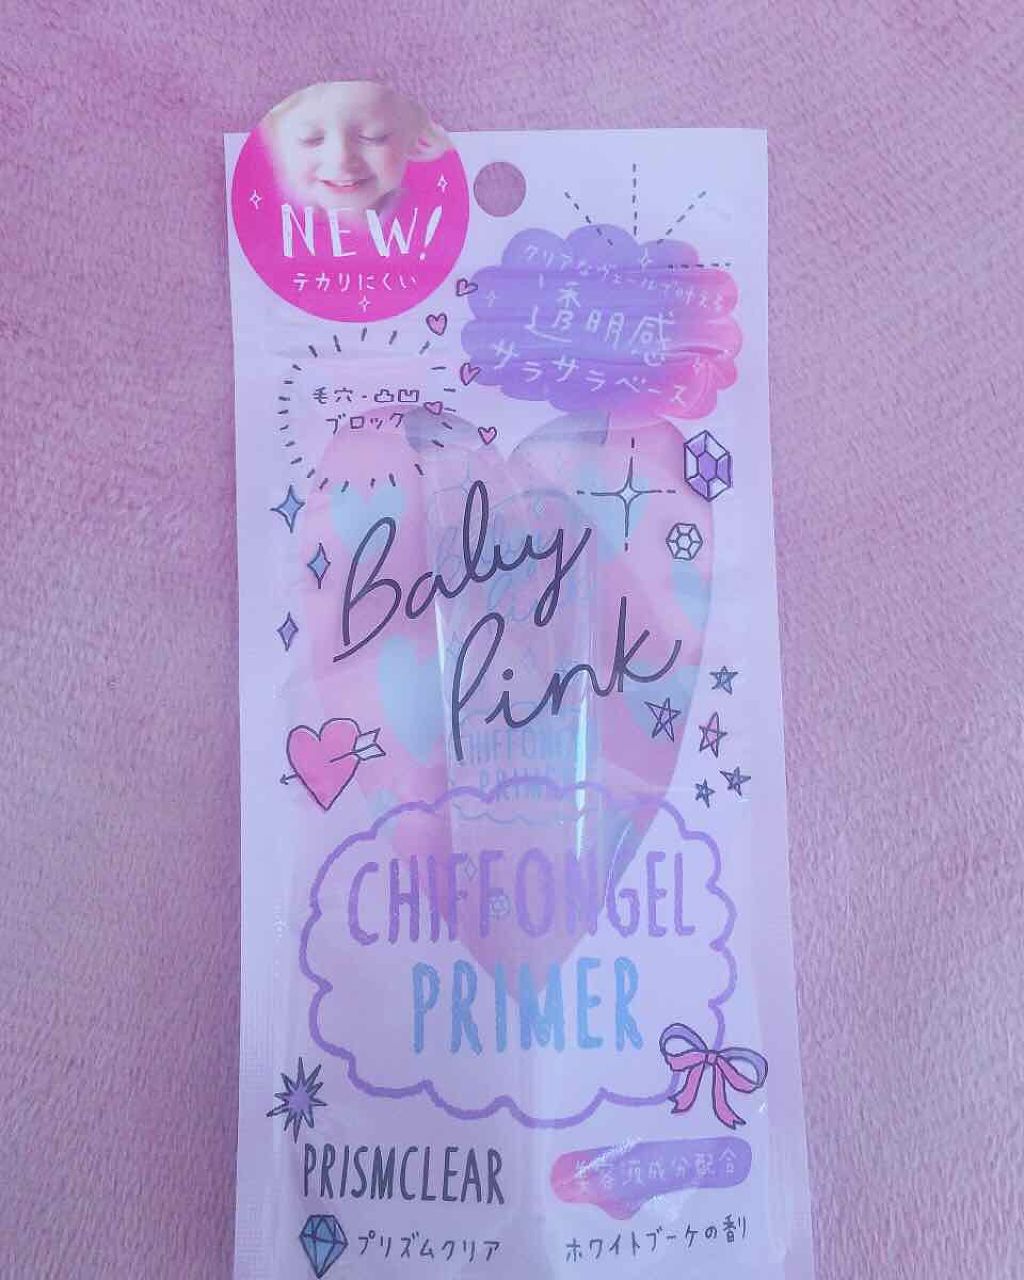 NEW!
テカリにくい
クリアなヴェールで叶える
透明感
サラサラベース
毛穴・凸凹
ブロック
Baby
Pink
CHIFFONGEL
PRIMER
CHIFFONGEL
PRIMER
PRISMCLEAR
美容液成分配合
プリズムクリア
ホワイトブーケの香り